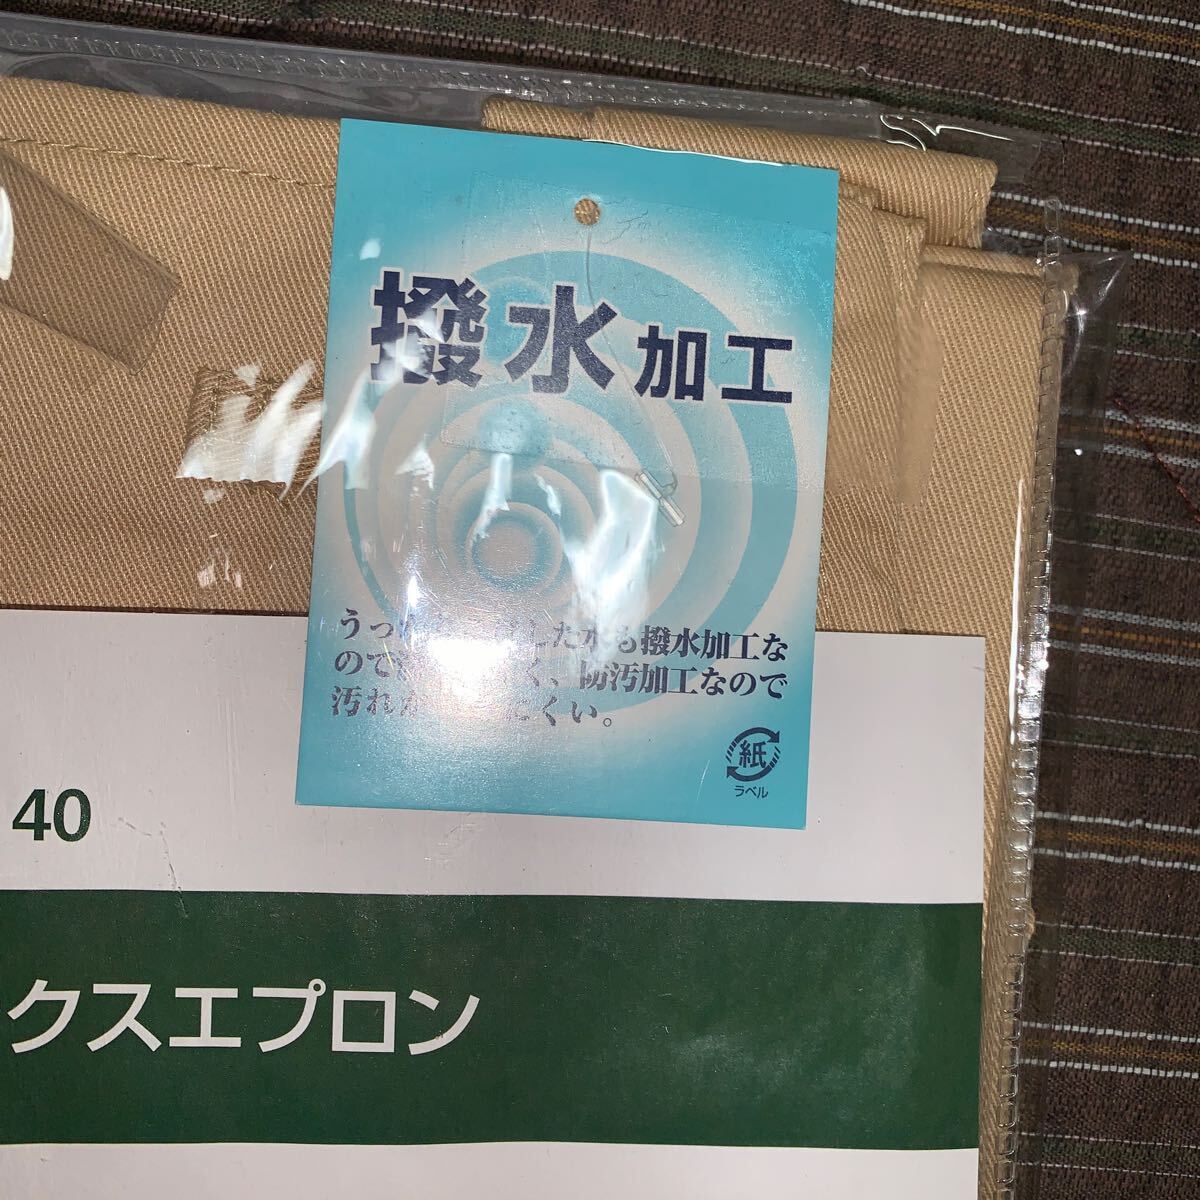 撥水加工
うっ した水も撥水加工な
ので く、防汚加工なので
汚れが にくい。
紙
ラベル
40
クスエプロン